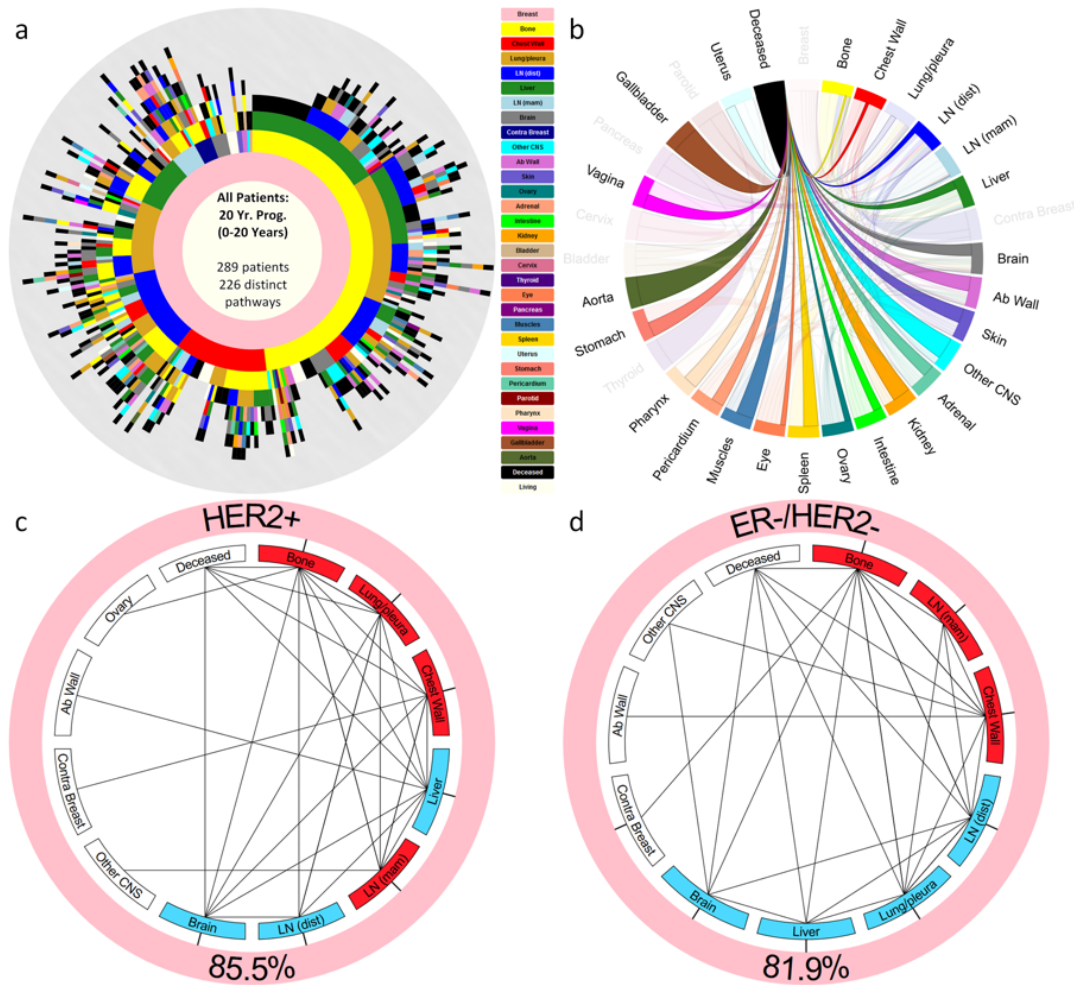 a
All Patients:
20 Yr. Prog.
(0-20 Years)
289 patients
226 distinct
pathways
Breast
Bone
Chest Wall
Lung/pleura
LN (dist)
Liver
LN (mam)
Brain
Contra Breast
Other CNS
Ab Wall
Skin
Ovary
Adrenal
Intestine
Kidney
Bladder
Cervix
Thyroid
Eye
Pancreas
Muscles
Spleen
Uterus
Stomach
Pericardium
Parotid
Pharynx
Vagina
Gallbladder
Aorta
Deceased
Living
b
Breast
Bone
Chest Wall
Lung/pleura
LN (dist)
LN (mam)
Liver
Contra Breast
Brain
Ab Wall
Skin
Other CNS
Adrenal
Kidney
Intestine
Ovary
Spleen
Eye
Muscles
Pericardium
Pharynx
Thyroid
Stomach
Aorta
Bladder
Cervix
Vagina
Pancreas
Gallbladder
Parotid
Uterus
Deceased
c
HER2+
Deceased
Bone
Lung/pleura
Chest Wall
Liver
LN (mam)
LN (dist)
Brain
Other CNS
Contra Breast
Ab Wall
Ovary
85.5%
d
ER-/HER2-
Deceased
Bone
LN (mam)
Chest Wall
LN (dist)
Lung/pleura
Liver
Brain
Contra Breast
Ab Wall
Other CNS
81.9%